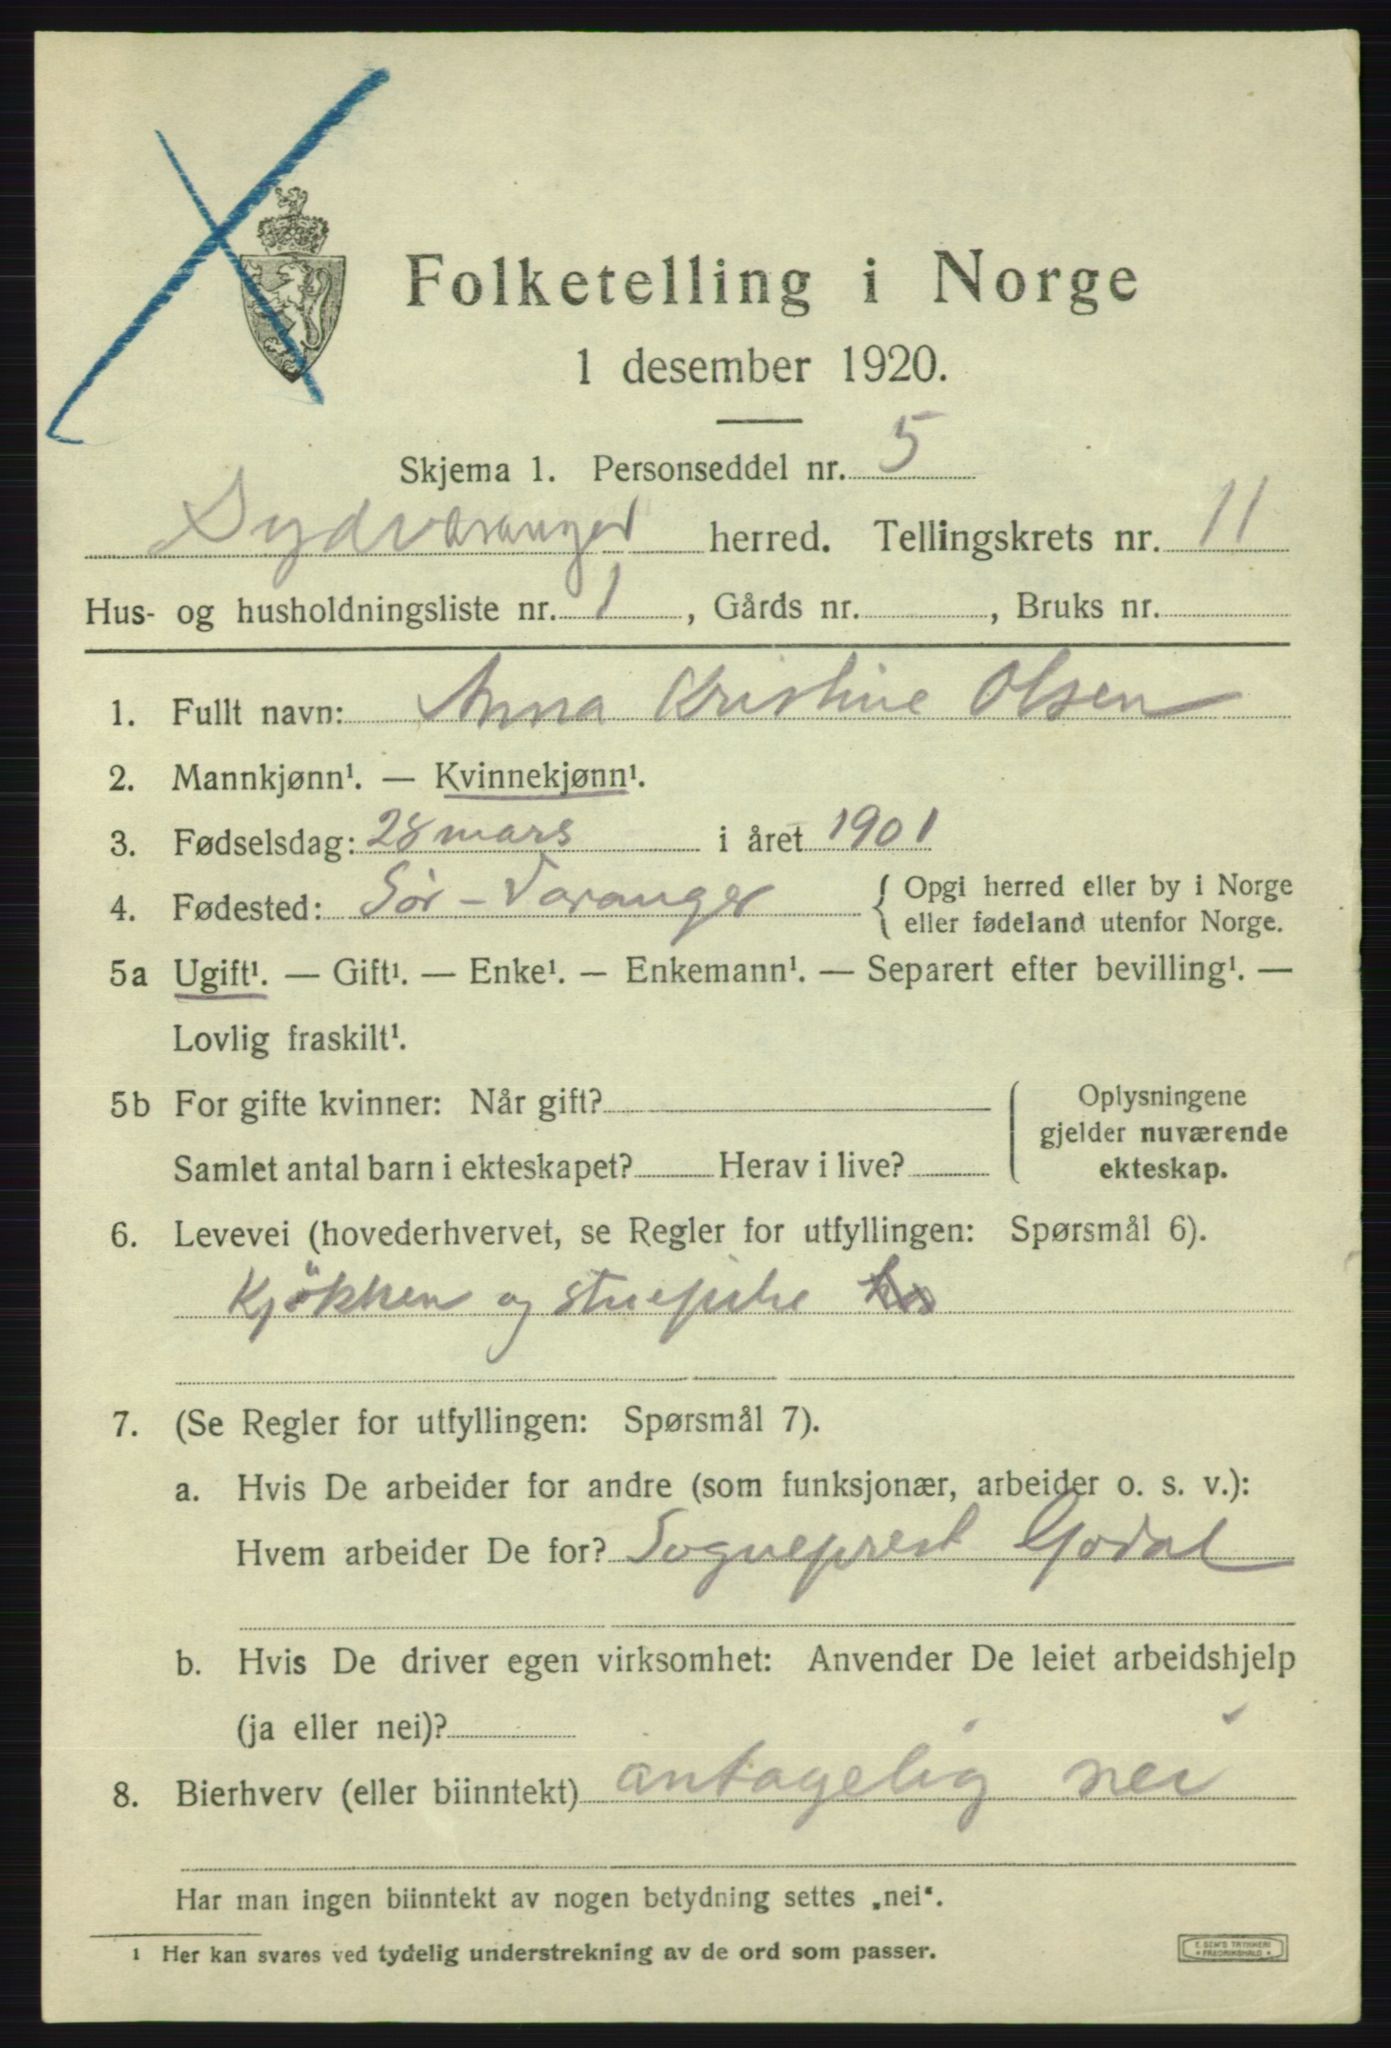 Folketelling i Norge
1 desember 1920.
Skjema 1. Personseddel nr. 5
Sydvaranger herred. Tellingskrets nr. 11
Hus- og husholdningsliste nr. 1, Gårds nr. , Bruks nr.
1. Fullt navn: Anna Kristine Olsen
2. Mannkjønn¹. — Kvinnekjønn¹.
3. Fødselsdag: 28 mars i året 1901
4. Fødested: Sør-Varanger { Opgi herred eller by i Norge
eller fødeland utenfor Norge.
5a Ugift¹. — Gift¹. — Enke¹. — Enkemann¹. — Separert efter bevilling¹. —
Lovlig fraskilt¹.
5b For gifte kvinner: Når gift?
Samlet antal barn i ekteskapet? Herav i live?
Oplysningene
gjelder nuværende
ekteskap.
6. Levevei (hovederhvervet, se Regler for utfyllingen: Spørsmål 6).
Kjökken og stuepike hos
7. (Se Regler for utfyllingen: Spørsmål 7).
a. Hvis De arbeider for andre (som funksjonær, arbeider o. s. v.):
Hvem arbeider De for? Sogneprest Godal
b. Hvis De driver egen virksomhet: Anvender De leiet arbeidshjelp
(ja eller nei)?
8. Bierhverv (eller biinntekt) antagelig nei
Har man ingen biinntekt av nogen betydning settes „nei“.
1 Her kan svares ved tydelig understrekning av de ord som passer.
E. SEM'S TRYKKERI
FREDRIKSHALD